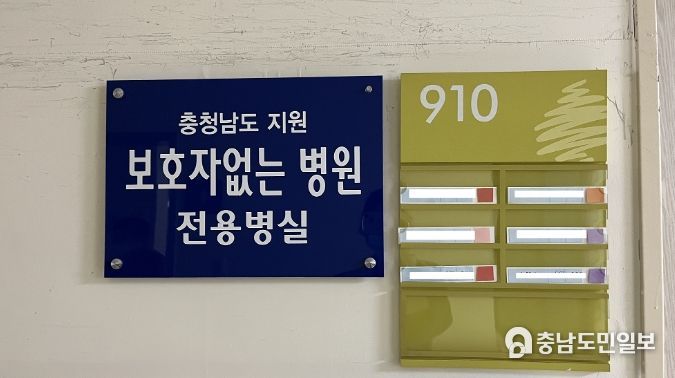 충청남도 지원
보호자없는 병원
전용병실
910
충남도민일보